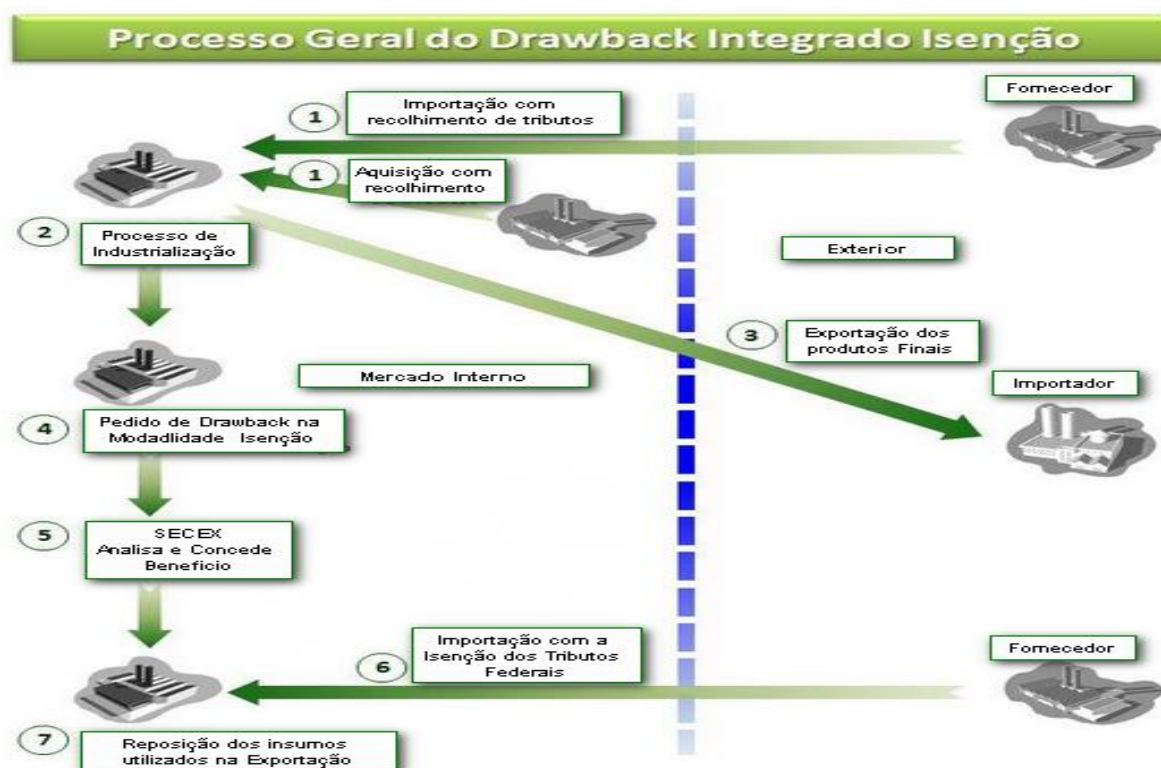 Processo Geral do Drawback Integrado Isenção
Fornecedor
1
Importação com
recolhimento de tributos
1
Aquisição com
recolhimento
2
Processo de
Industrialização
Exterior
3
Exportação dos
produtos Finais
Mercado Interno
Importador
4
Pedido de Drawback na
Modadlidade Isenção
5
SECEX
Analisa e Concede
Beneficio
6
Importação com a
Isenção dos Tributos
Federais
Fornecedor
7
Reposição dos insumos
utilizados na Exportação